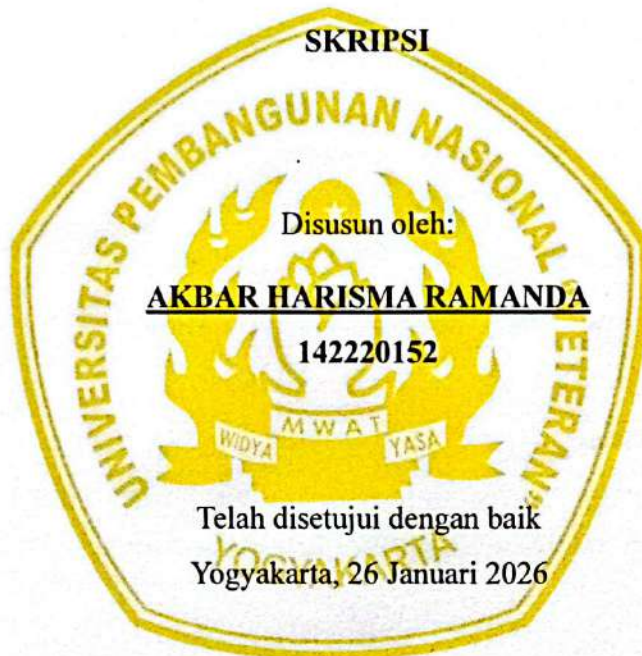 SKRIPSI
UNIVERSITAS PEMBANGUNAN NASIONAL "VETERAN"
Disusun oleh:
AKBAR HARISMA RAMANDA
142220152
WIDYA MWAT YASA
Telah disetujui dengan baik
YOGYAKARTA
Yogyakarta, 26 Januari 2026